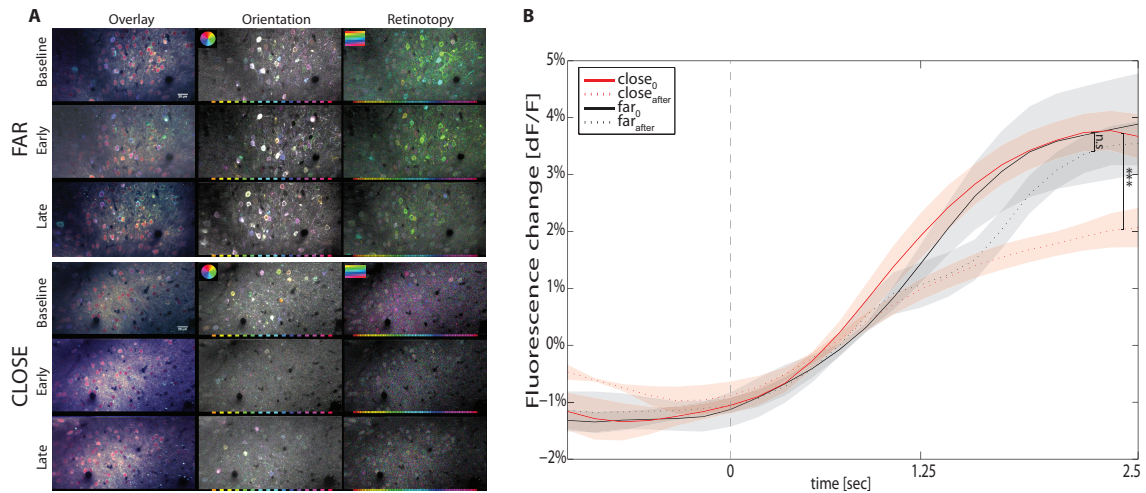 A
Overlay
Orientation
Retinotopy
FAR
Baseline
Early
Late
CLOSE
Baseline
Early
Late
B
Fluorescence change [dF/F]
5%
4%
3%
2%
1%
0%
−1%
−2%
close0
closeafter
far0
farafter
n.s
***
0
1.25
2.5
time [sec]